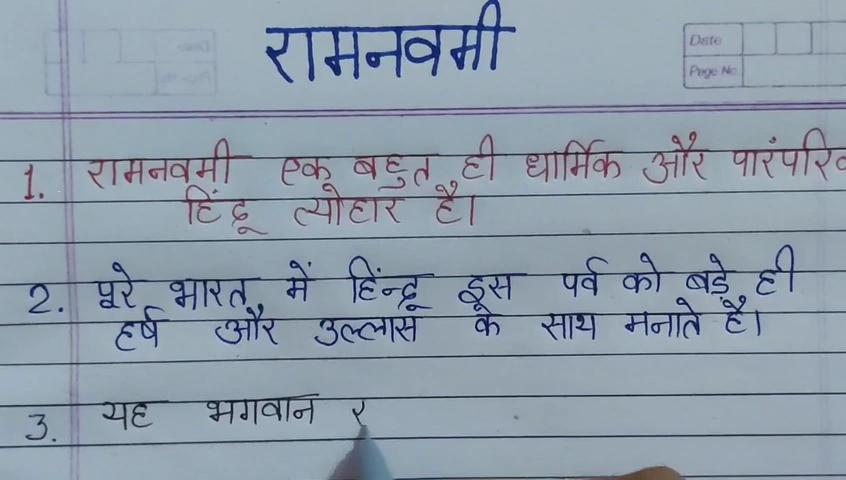 रामनवमी
Date
Page No.
1. रामनवमी एक बहुत ही धार्मिक और
हिंदू त्योहार है।
2. पूरे भारत में हिन्दू इस पर्व को बड़े ही
हर्ष और उल्लास के साथ मनाते है।
3. यह भगवान